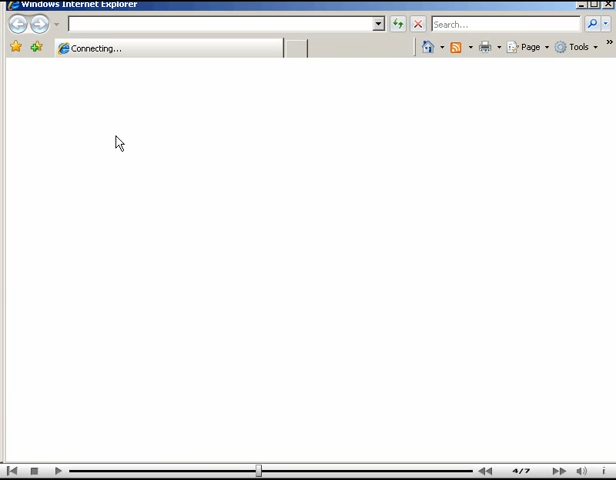 Windows Internet Explorer
Search...
Connecting...
Page
Tools
4/7